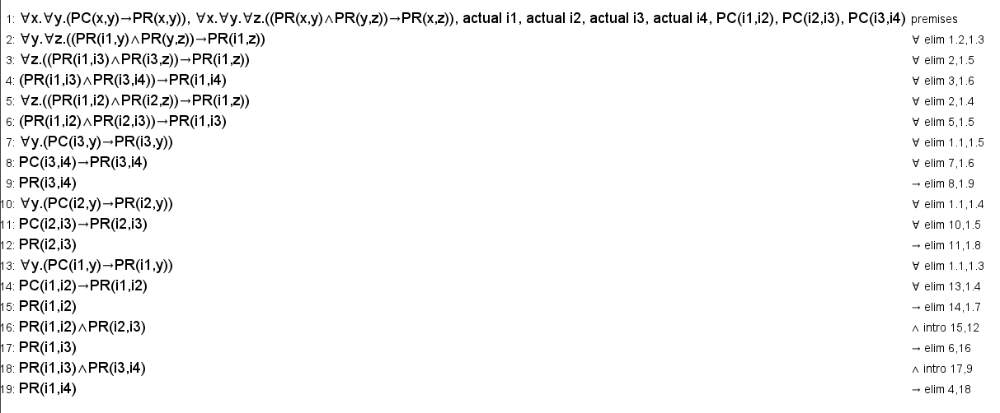 1: ∀x.∀y.(PC(x,y)→PR(x,y)), ∀x.∀y.∀z.((PR(x,y)∧PR(y,z))→PR(x,z)), actual i1, actual i2, actual i3, actual i4, PC(i1,i2), PC(i2,i3), PC(i3,i4) premises
2: ∀y.∀z.((PR(i1,y)∧PR(y,z))→PR(i1,z)) ∀ elim 1.2,1.3
3: ∀z.((PR(i1,i3)∧PR(i3,z))→PR(i1,z)) ∀ elim 2,1.5
4: (PR(i1,i3)∧PR(i3,i4))→PR(i1,i4) ∀ elim 3,1.6
5: ∀z.((PR(i1,i2)∧PR(i2,z))→PR(i1,z)) ∀ elim 2,1.4
6: (PR(i1,i2)∧PR(i2,i3))→PR(i1,i3) ∀ elim 5,1.5
7: ∀y.(PC(i3,y)→PR(i3,y)) ∀ elim 1.1,1.5
8: PC(i3,i4)→PR(i3,i4) ∀ elim 7,1.6
9: PR(i3,i4) → elim 8,1.9
10: ∀y.(PC(i2,y)→PR(i2,y)) ∀ elim 1.1,1.4
11: PC(i2,i3)→PR(i2,i3) ∀ elim 10,1.5
12: PR(i2,i3) → elim 11,1.8
13: ∀y.(PC(i1,y)→PR(i1,y)) ∀ elim 1.1,1.3
14: PC(i1,i2)→PR(i1,i2) ∀ elim 13,1.4
15: PR(i1,i2) → elim 14,1.7
16: PR(i1,i2)∧PR(i2,i3) ∧ intro 15,12
17: PR(i1,i3) → elim 6,16
18: PR(i1,i3)∧PR(i3,i4) ∧ intro 17,9
19: PR(i1,i4) → elim 4,18